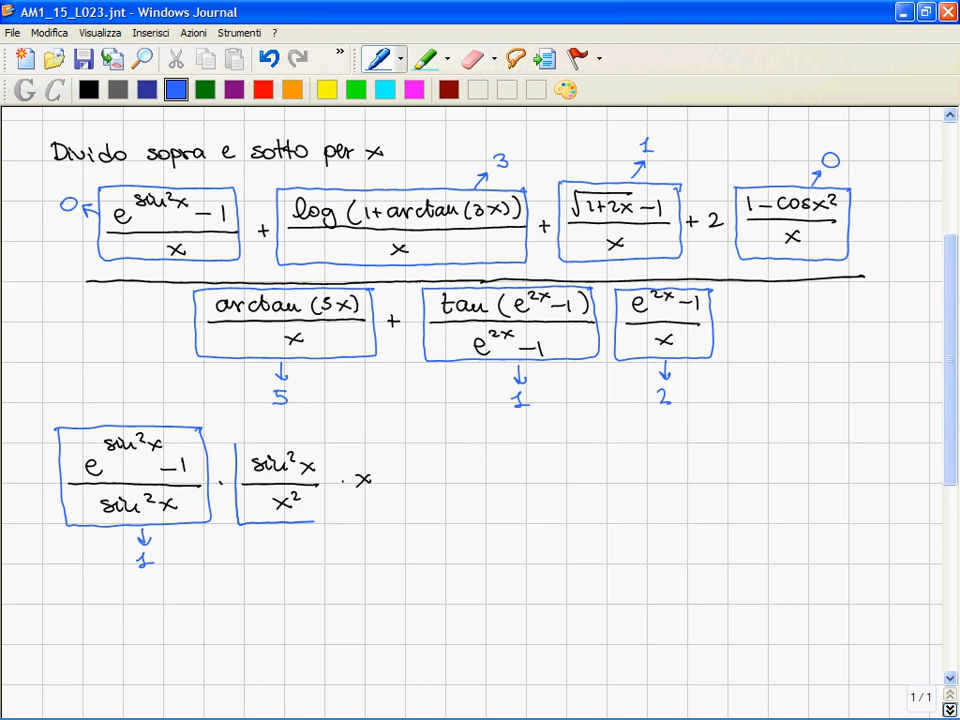 AM1_15_L023.jnt - Windows Journal
File Modifica Visualizza Inserisci Azioni Strumenti ?
»
G C
Divido sopra e sotto per x
3 1 0
0 e^{sin²x} - 1 + log (1 + arctan (3x)) + √1+2x - 1 + 2 1 - cos x²
x x x x
arctan (5x) + tan (e^{2x} - 1) e^{2x} - 1
x e^{2x} - 1 x
5 1 2
e^{sin²x} - 1 · sin²x · x
sin²x x²
1
1 / 1